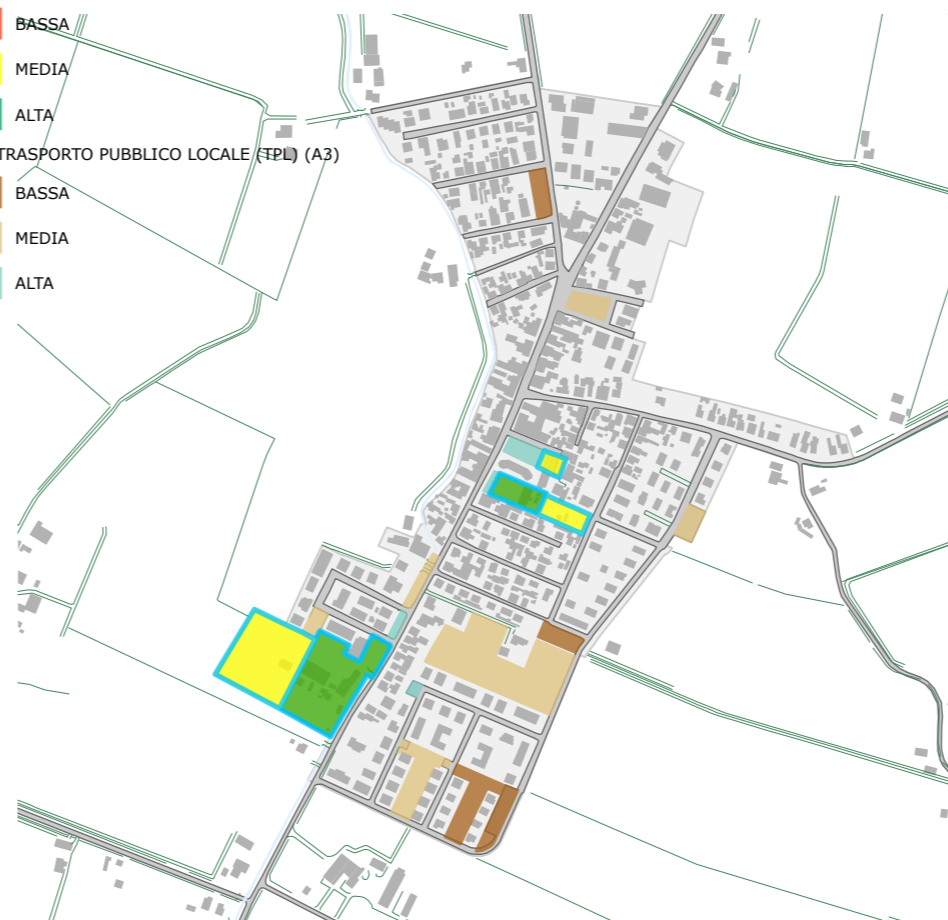 BASSA
MEDIA
ALTA
TRASPORTO PUBBLICO LOCALE (TPL) (A3)
BASSA
MEDIA
ALTA